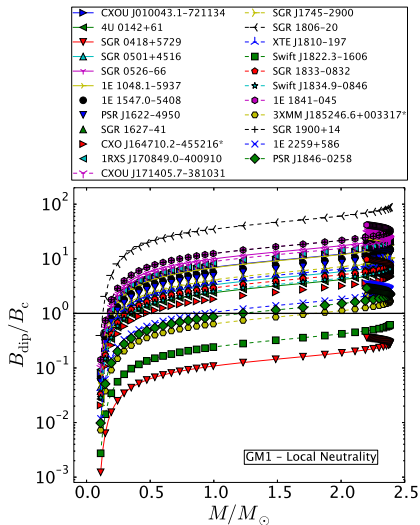 CXOU J010043.1-721134
4U 0142+61
SGR 0418+5729
SGR 0501+4516
SGR 0526-66
1E 1048.1-5937
1E 1547.0-5408
PSR J1622-4950
SGR 1627-41
CXO J164710.2-455216*
1RXS J170849.0-400910
CXOU J171405.7-381031
SGR J1745-2900
SGR 1806-20
XTE J1810-197
Swift J1822.3-1606
SGR 1833-0832
Swift J1834.9-0846
1E 1841-045
3XMM J185246.6+003317*
SGR 1900+14
1E 2259+586
PSR J1846-0258
10²
10¹
10⁰
10⁻¹
10⁻²
10⁻³
B_dip/B_c
GM1 - Local Neutrality
0.0 0.5 1.0 1.5 2.0 2.5
M/M_⊙